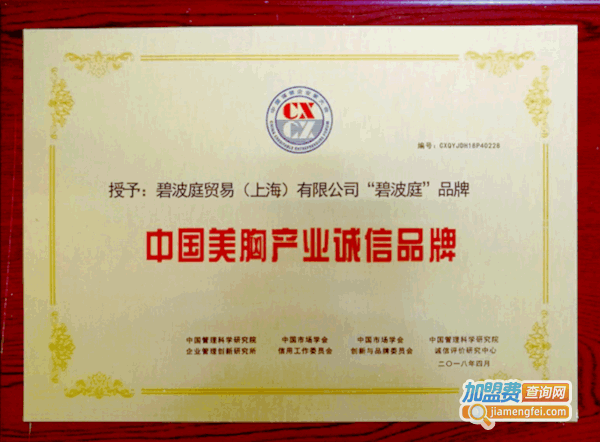 CX
CX
编号：CXQYJDH18P40228
授予：碧波庭贸易（上海）有限公司“碧波庭”品牌
中国美胸产业诚信品牌
中国管理科学研究院 中国市场学会 中国市场学会 中国管理科学研究院
企业管理创新研究所 信用工作委员会 创新与品牌委员会 诚信评价研究中心
二〇一八年四月
加盟费查询网
jiamengfei.com